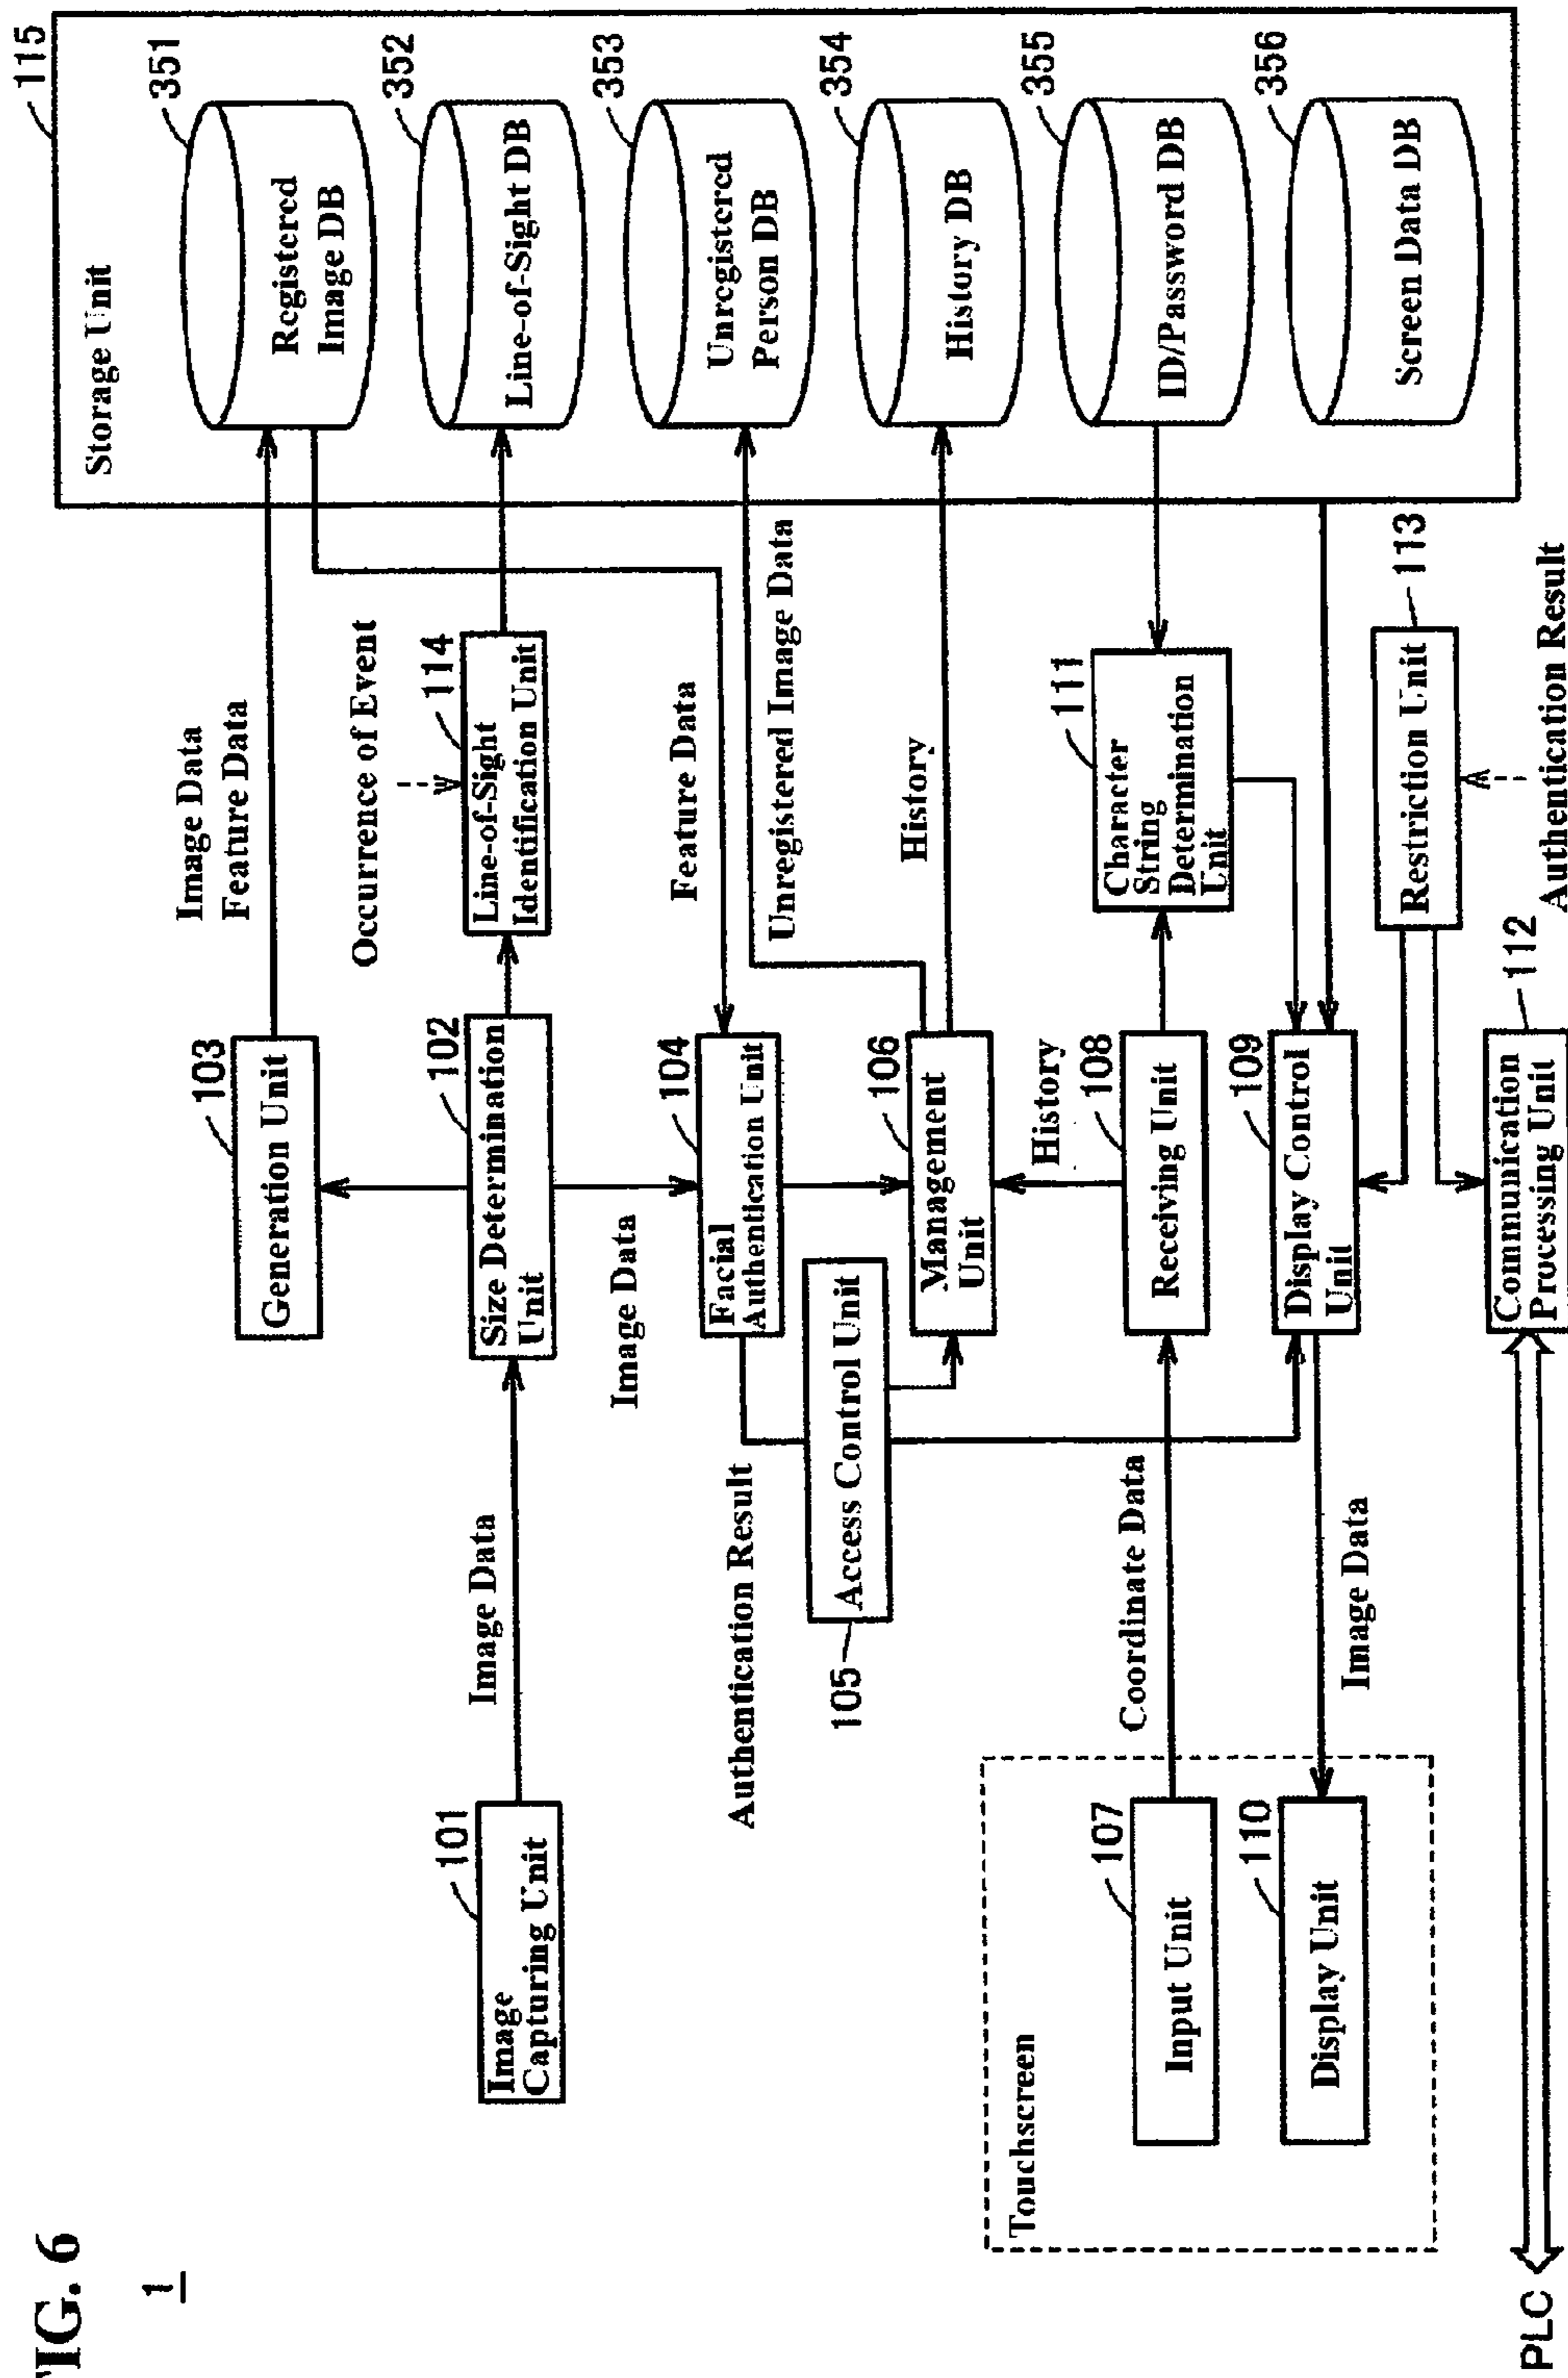 FIG. 6
1
Storage Unit
115
Registered
Image DB
351
Line-of-Sight DB
352
Unregistered
Person DB
353
History DB
354
ID/Password DB
355
Screen Data DB
356
Image Data
Feature Data
Generation Unit
103
Occurrence of Event
Line-of-Sight
Identification Unit
114
Image
Capturing Unit
101
Image Data
Size Determination
Unit
102
Image Data
Feature Data
Facial
Authentication Unit
104
Unregistered Image Data
Authentication Result
Access Control Unit
105
Management
Unit
106
History
History
Touchscreen
Input Unit
107
Coordinate Data
Receiving Unit
108
Character
String
Determination
Unit
111
Display Unit
110
Image Data
Display Control
Unit
109
Restriction Unit
113
Authentication Result
PLC
Communication
Processing Unit
112